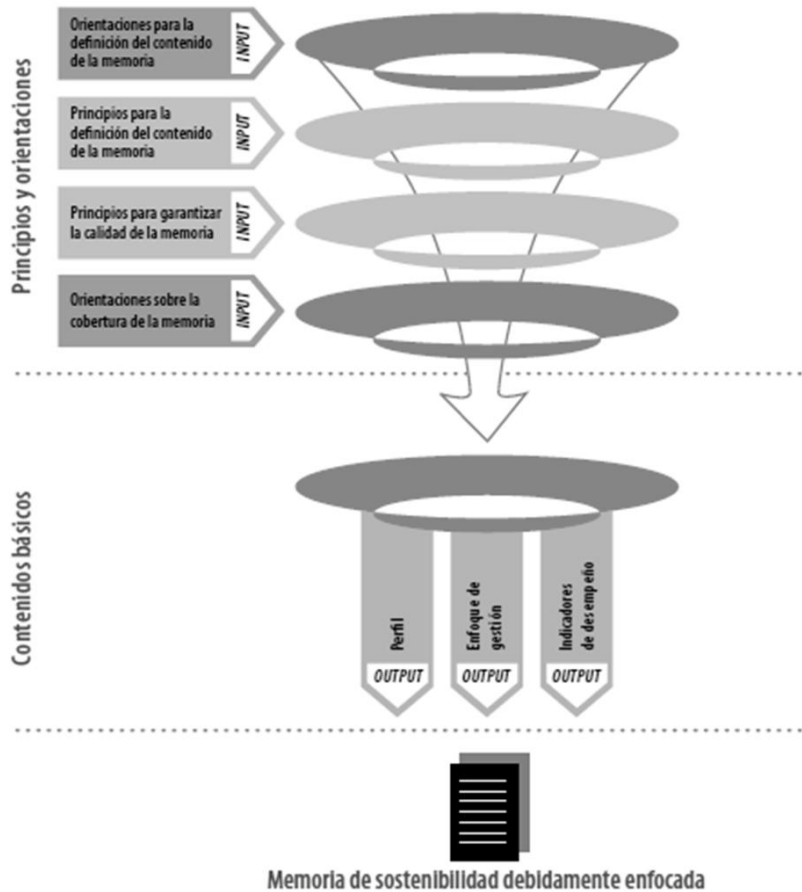 Principios y orientaciones
Orientaciones para la
definición del contenido
de la memoria
INPUT
Principios para la
definición del contenido
de la memoria
INPUT
Principios para garantizar
la calidad de la memoria
INPUT
Orientaciones sobre la
cobertura de la memoria
INPUT
Contenidos básicos
Perfil
OUTPUT
Enfoque de
gestión
OUTPUT
Indicadores
de desempeño
OUTPUT
Memoria de sostenibilidad debidamente enfocada